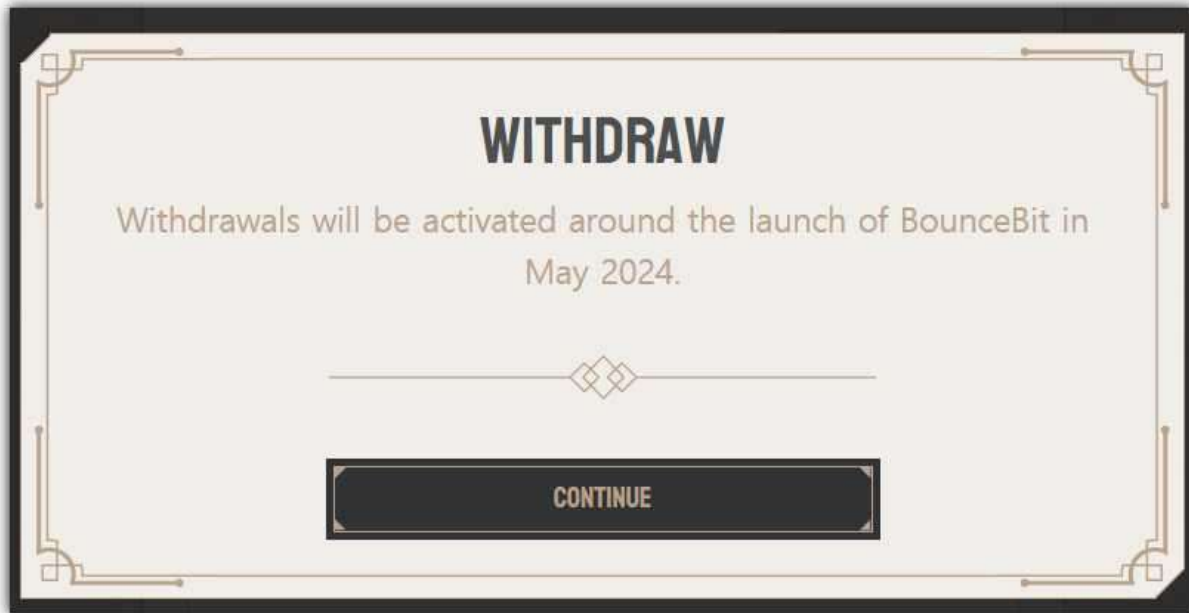 WITHDRAW
Withdrawals will be activated around the launch of BounceBit in
May 2024.
CONTINUE